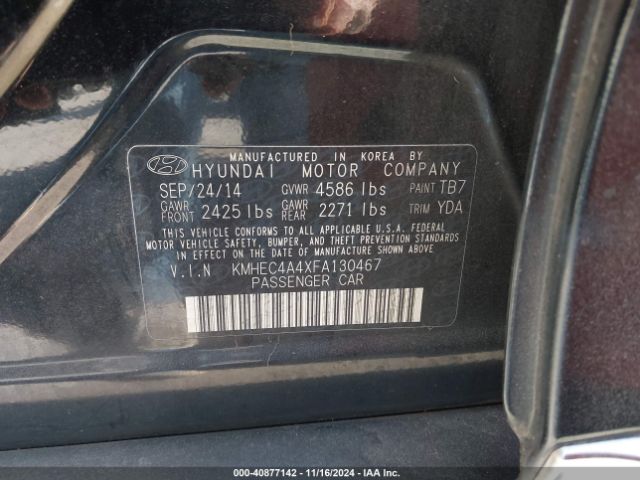 MANUFACTURED IN KOREA BY
HYUNDAI MOTOR COMPANY
SEP/24/14 GVWR 4586 lbs PAINT TB7
GAWR FRONT 2425 lbs GAWR REAR 2271 lbs TRIM YDA
THIS VEHICLE CONFORMS TO ALL APPLICABLE U.S.A. FEDERAL
MOTOR VEHICLE SAFETY, BUMPER, AND THEFT PREVENTION
STANDARDS IN EFFECT ON THE DATE OF MANUFACTURE SHOWN ABOVE
V.I.N KMHEC4A4XFA130467
PASSENGER CAR
000-40877142 - 11/16/2024 - IAA Inc.